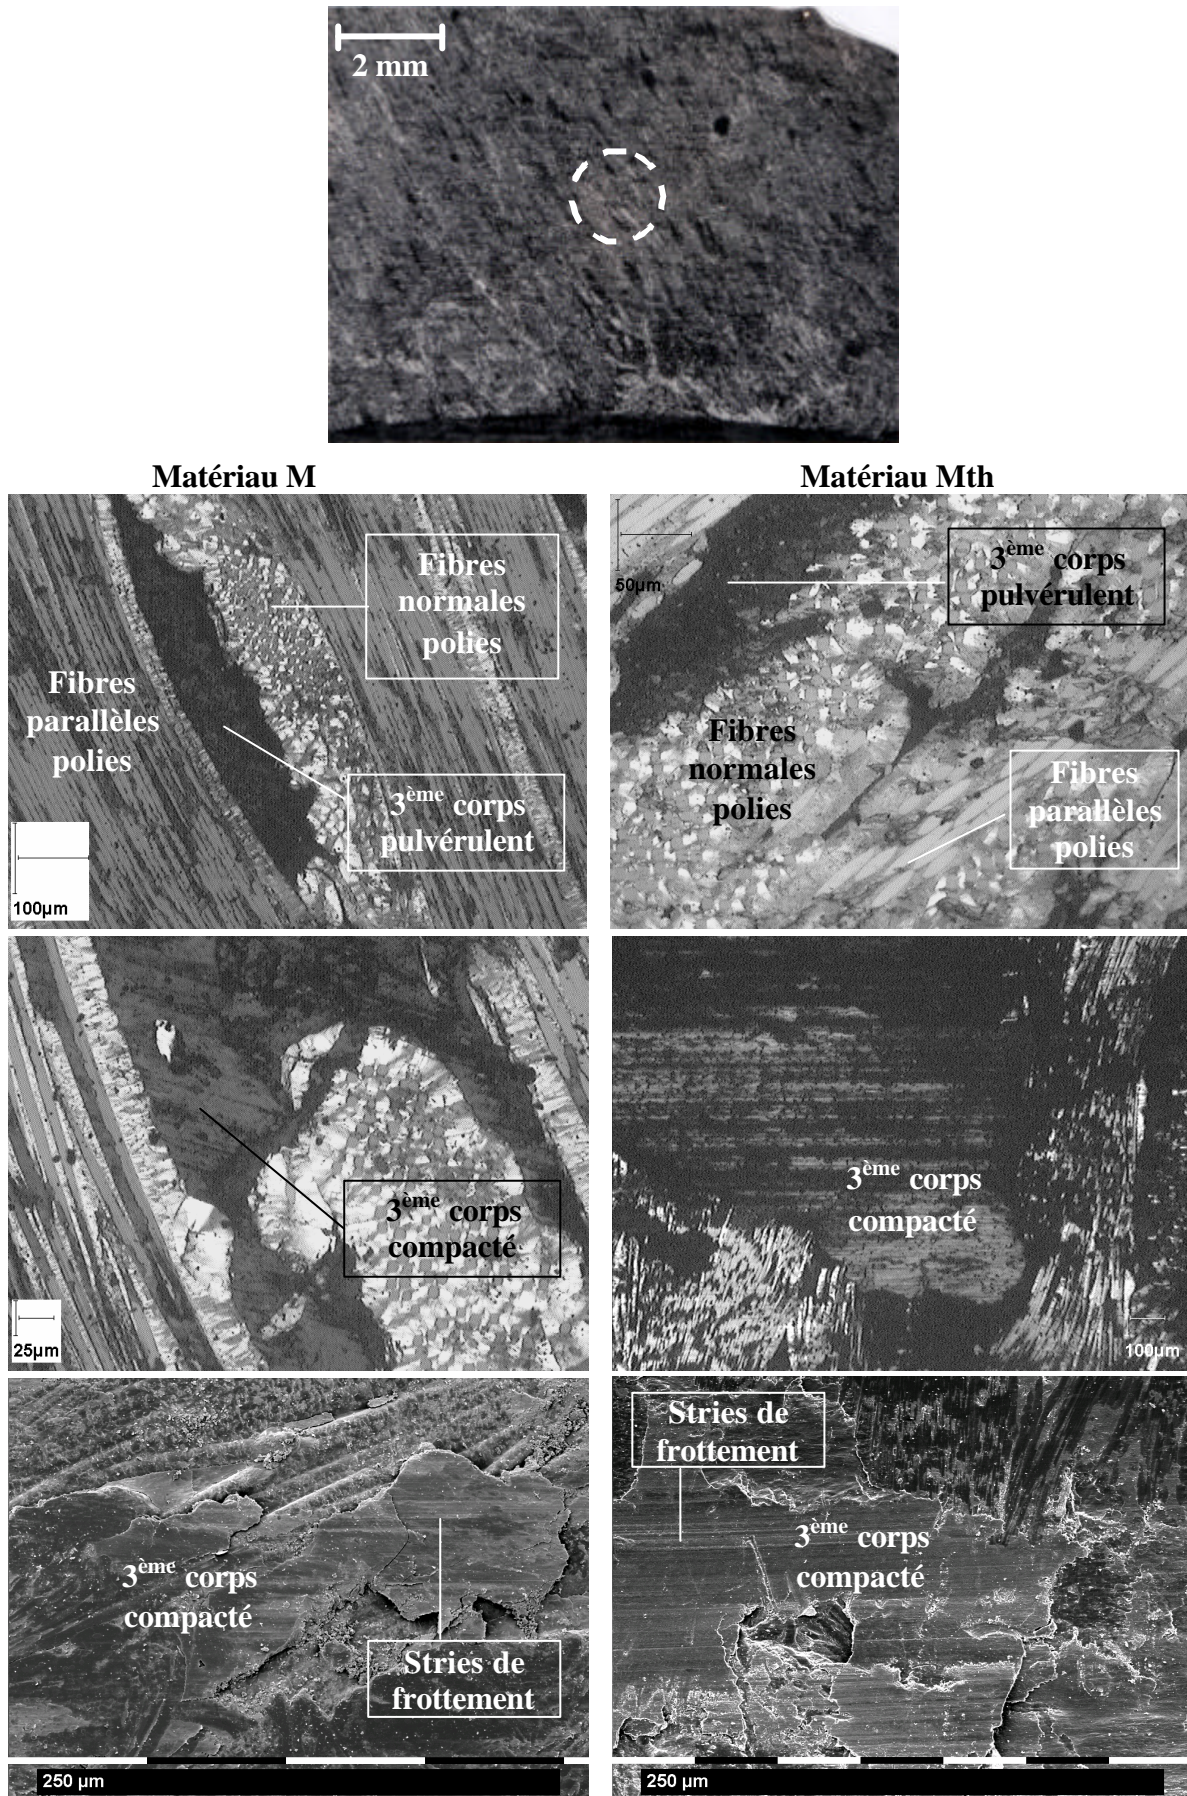 2 mm
Matériau M
Matériau Mth
Fibres
normales
polies
Fibres
parallèles
polies
3ème corps
pulvérulent
100µm
50µm
3ème corps
pulvérulent
Fibres
normales
polies
Fibres
parallèles
polies
3ème corps
compacté
25µm
3ème corps
compacté
100µm
3ème corps
compacté
Stries de
frottement
250 µm
Stries de
frottement
3ème corps
compacté
250 µm